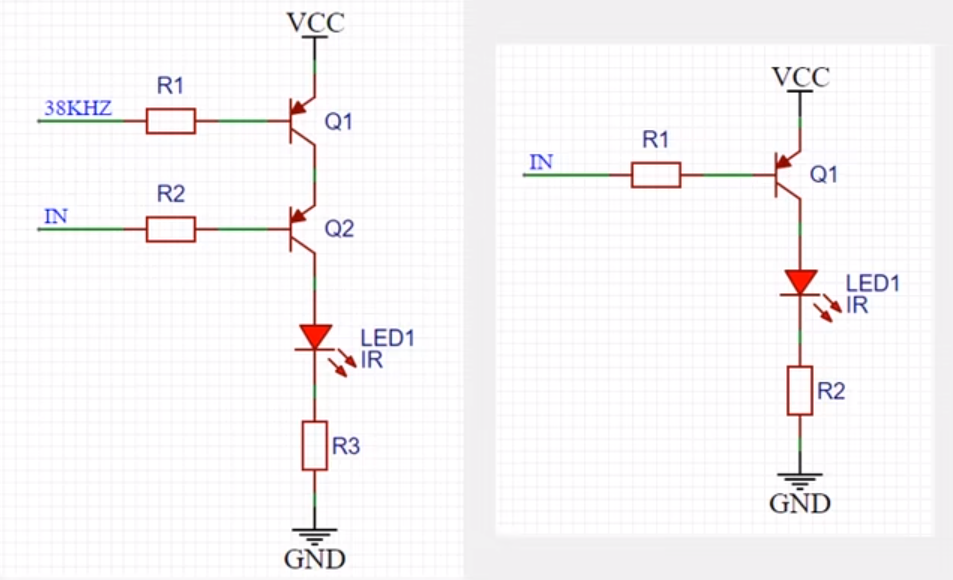 VCC
R1
38KHZ
Q1
R2
IN
Q2
LED1
IR
R3
GND
VCC
R1
IN
Q1
LED1
IR
R2
GND